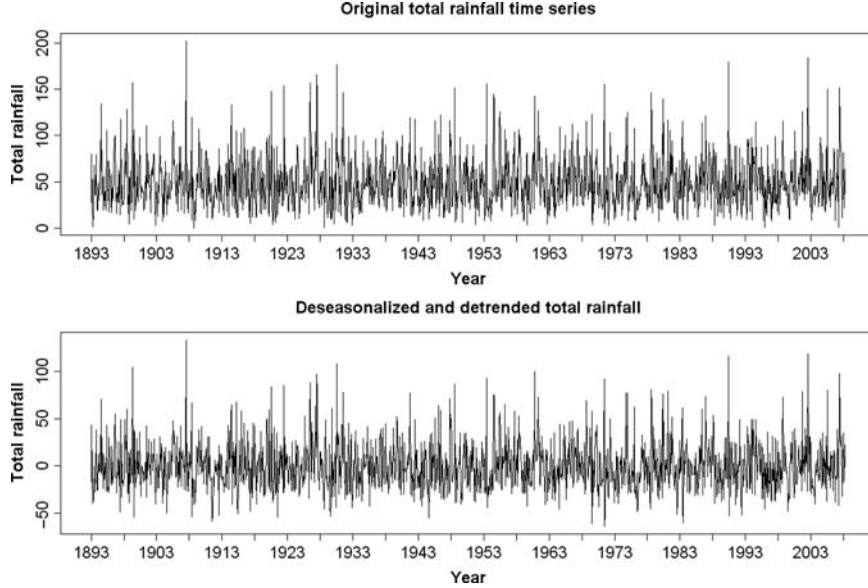 Original total rainfall time series
Total rainfall
200
150
100
50
0
1893 1903 1913 1923 1933 1943 1953 1963 1973 1983 1993 2003
Year
Deseasonalized and detrended total rainfall
Total rainfall
100
50
0
−50
1893 1903 1913 1923 1933 1943 1953 1963 1973 1983 1993 2003
Year